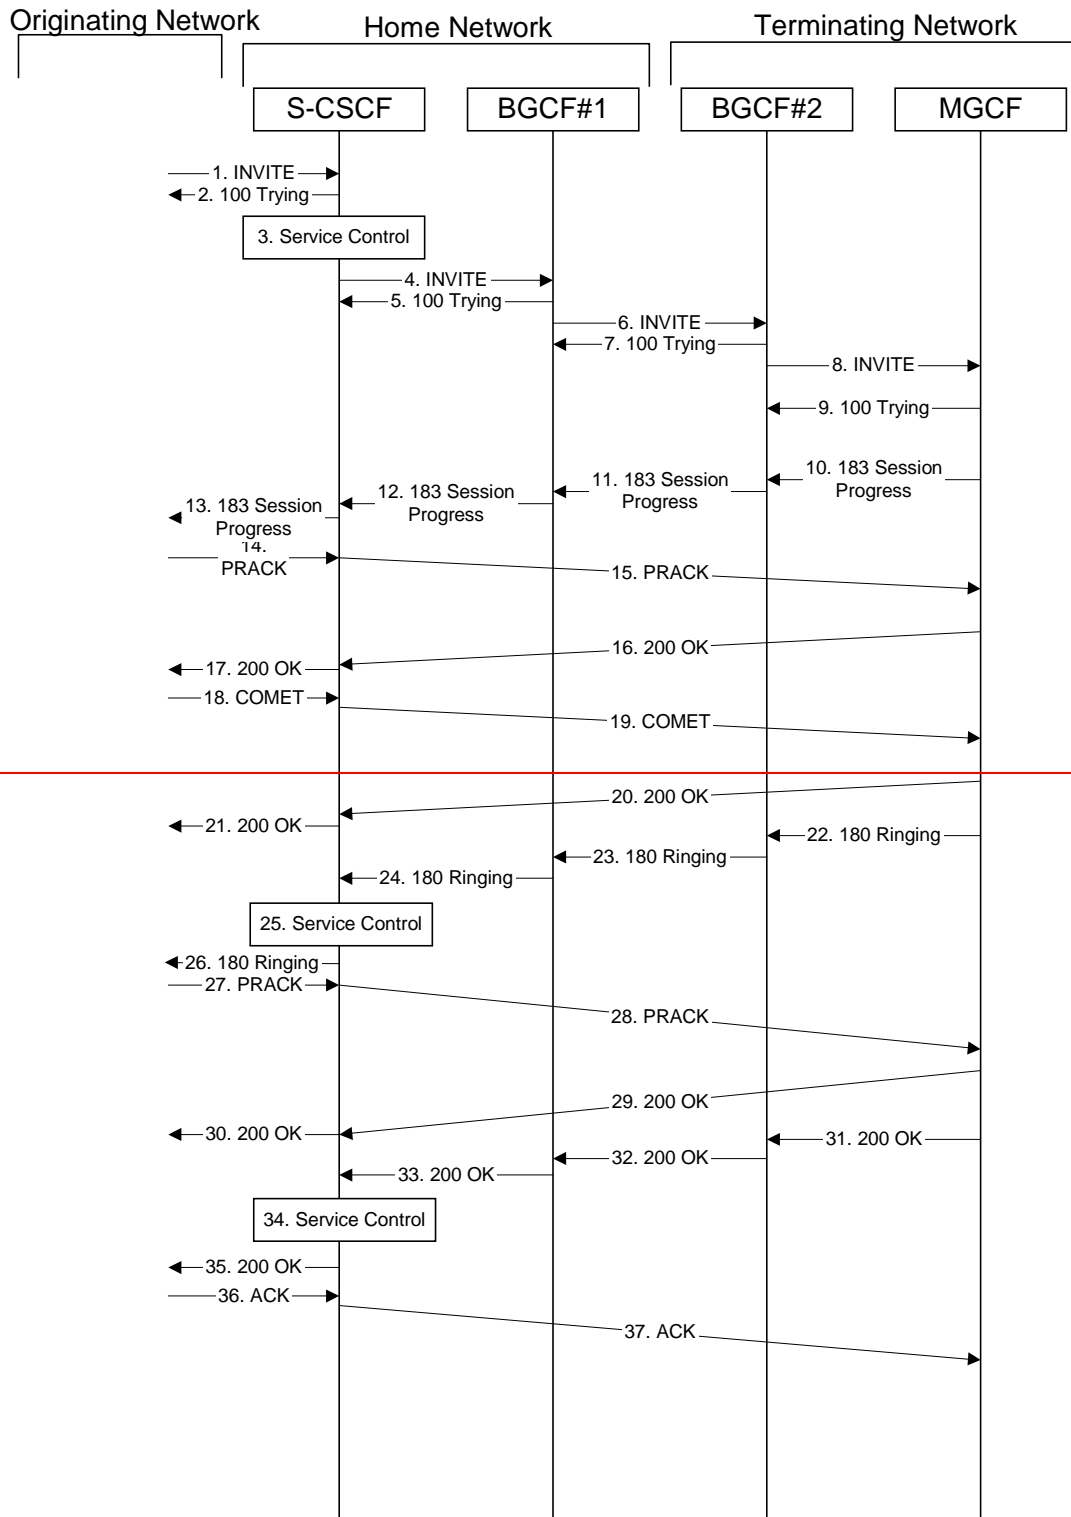 Originating Network
Home Network
Terminating Network
S-CSCF
BGCF#1
BGCF#2
MGCF
1. INVITE
2. 100 Trying
3. Service Control
4. INVITE
5. 100 Trying
6. INVITE
7. 100 Trying
8. INVITE
9. 100 Trying
10. 183 Session
Progress
11. 183 Session
Progress
12. 183 Session
Progress
13. 183 Session
Progress
14.
PRACK
15. PRACK
16. 200 OK
17. 200 OK
18. COMET
19. COMET
20. 200 OK
21. 200 OK
22. 180 Ringing
23. 180 Ringing
24. 180 Ringing
25. Service Control
26. 180 Ringing
27. PRACK
28. PRACK
29. 200 OK
30. 200 OK
31. 200 OK
32. 200 OK
33. 200 OK
34. Service Control
35. 200 OK
36. ACK
37. ACK